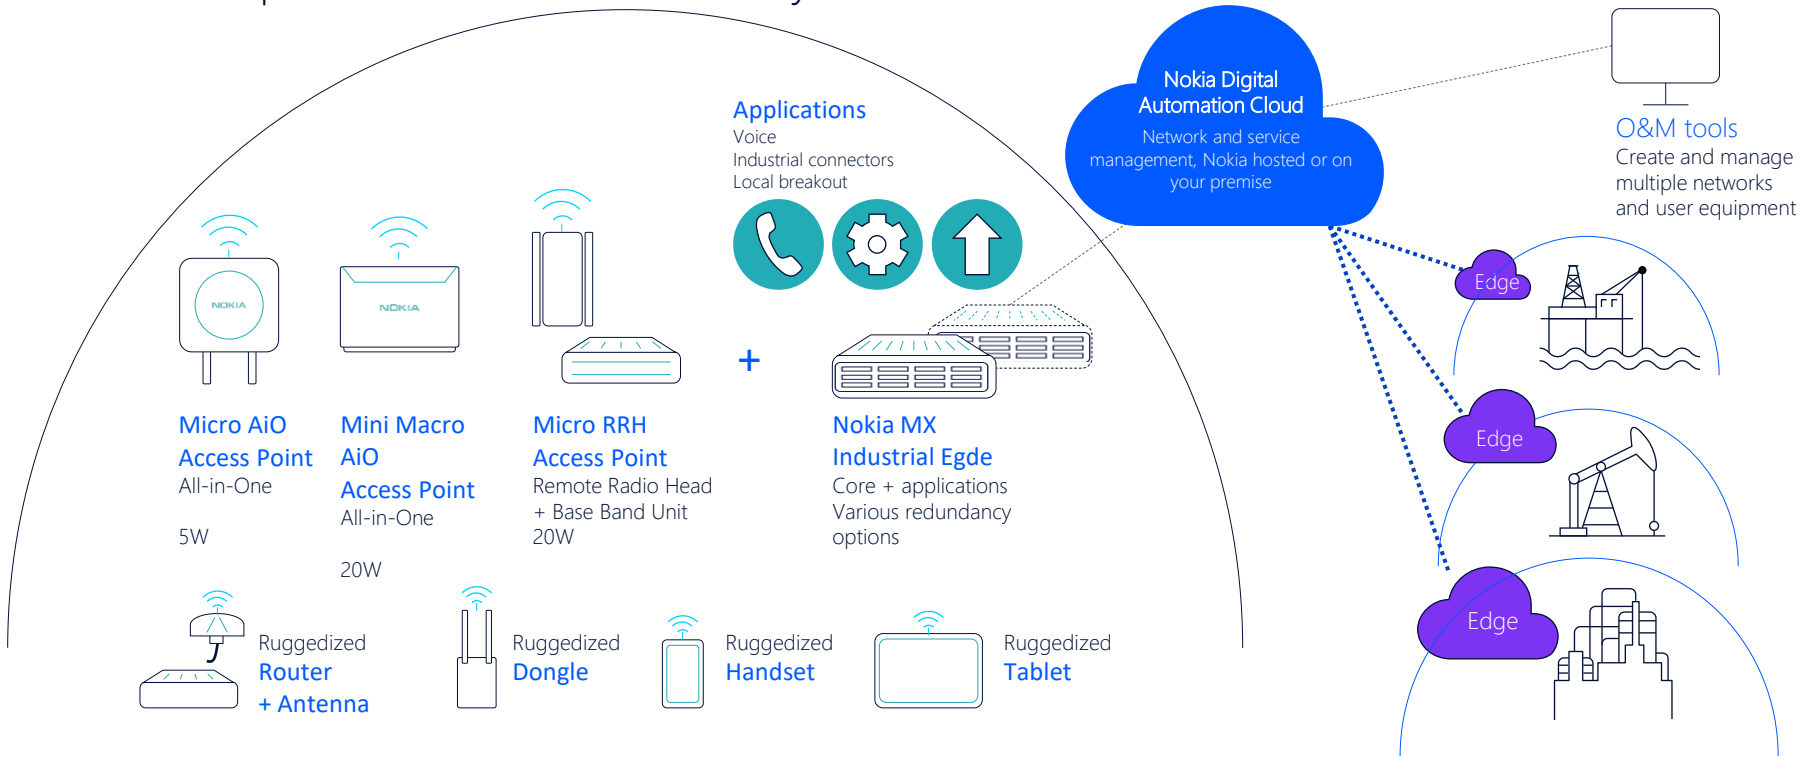 Nokia Digital
Automation Cloud
Network and service
management, Nokia hosted or on
your premise
O&M tools
Create and manage
multiple networks
and user equipment
Applications
Voice
Industrial connectors
Local breakout
NOKIA
NOKIA
+
Micro AiO
Access Point
All-in-One
5W
Mini Macro
AiO
Access Point
All-in-One
20W
Micro RRH
Access Point
Remote Radio Head
+ Base Band Unit
20W
Nokia MX
Industrial Egde
Core + applications
Various redundancy
options
Edge
Edge
Edge
Ruggedized
Router
+ Antenna
Ruggedized
Dongle
Ruggedized
Handset
Ruggedized
Tablet